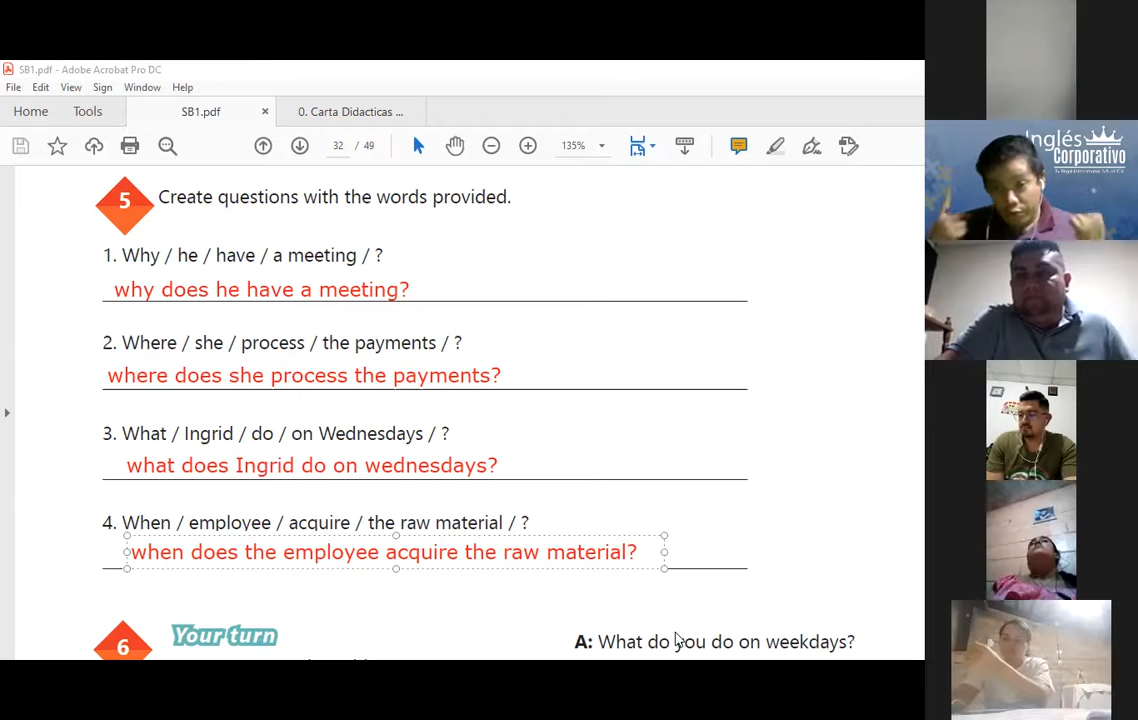 SB1.pdf - Adobe Acrobat Pro DC
File Edit View Sign Window Help
Home Tools SB1.pdf × 0. Carta Didacticas ...
32 / 49 135%
5 Create questions with the words provided.
1. Why / he / have / a meeting / ?
why does he have a meeting?
2. Where / she / process / the payments / ?
where does she process the payments?
3. What / Ingrid / do / on Wednesdays / ?
what does Ingrid do on wednesdays?
4. When / employee / acquire / the raw material / ?
when does the employee acquire the raw material?
6 Your turn
A: What do you do on weekdays?
Inglés
Corporativo